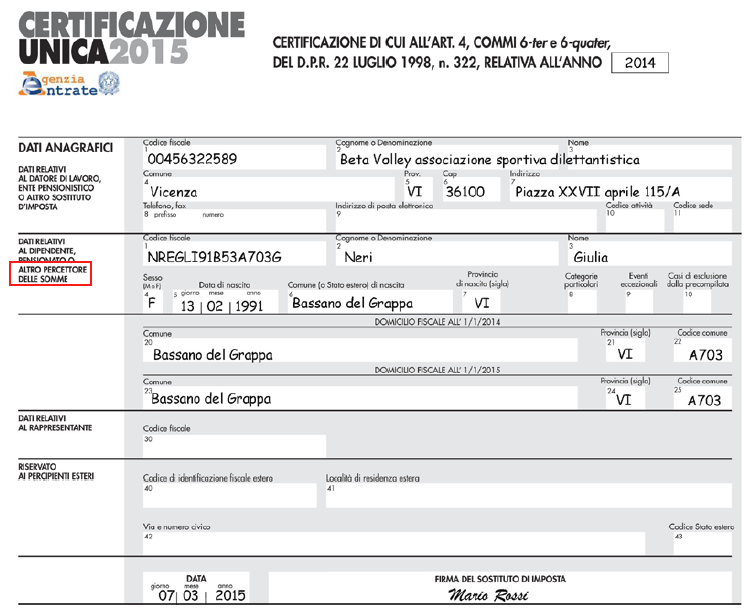 CERTIFICAZIONE
UNICA2015
CERTIFICAZIONE DI CUI ALL'ART. 4, COMMI 6-ter e 6-quater,
DEL D.P.R. 22 LUGLIO 1998, n. 322, RELATIVA ALL'ANNO 2014
Agenzia
Entrate
DATI ANAGRAFICI
DATI RELATIVI
AL DATORE DI LAVORO,
ENTE PENSIONISTICO
O ALTRO SOSTITUTO
D'IMPOSTA
Codice fiscale Cognome o Denominazione Nome
1 00456322589 2 Beta Volley associazione sportiva dilettantistica 3
Comune Prov. Cap Indirizzo
4 Vicenza 5 VI 6 36100 7 Piazza XXVII aprile 115/A
Telefono, fax Indirizzo di posta elettronica Codice attività Codice sede
8 prefisso numero 9 10 11
DATI RELATIVI
AL DIPENDENTE,
PENSIONATO O
ALTRO PERCETTORE
DELLE SOMME
Codice fiscale Cognome o Denominazione Nome
1 NREGLI91B53A703G 2 Neri 3 Giulia
Sesso (M o F) Data di nascita Comune (o Stato estero) di nascita Provincia di nascita (sigla) Categorie particolari Eventi eccezionali Casi di esclusione dalla precompilata
4 F 5 giorno mese anno 13 02 1991 6 Bassano del Grappa 7 VI 8 9 10
DOMICILIO FISCALE ALL' 1/1/2014
Comune Provincia (sigla) Codice comune
20 Bassano del Grappa 21 VI 22 A703
DOMICILIO FISCALE ALL' 1/1/2015
Comune Provincia (sigla) Codice comune
23 Bassano del Grappa 24 VI 25 A703
DATI RELATIVI
AL RAPPRESENTANTE
Codice fiscale
30
RISERVATO
AI PERCIPIENTI ESTERI
Codice di identificazione fiscale estero Località di residenza estera
40 41
Via e numero civico Codice Stato estero
42 43
DATA FIRMA DEL SOSTITUTO DI IMPOSTA
giorno mese anno
07 03 2015 Mario Rossi